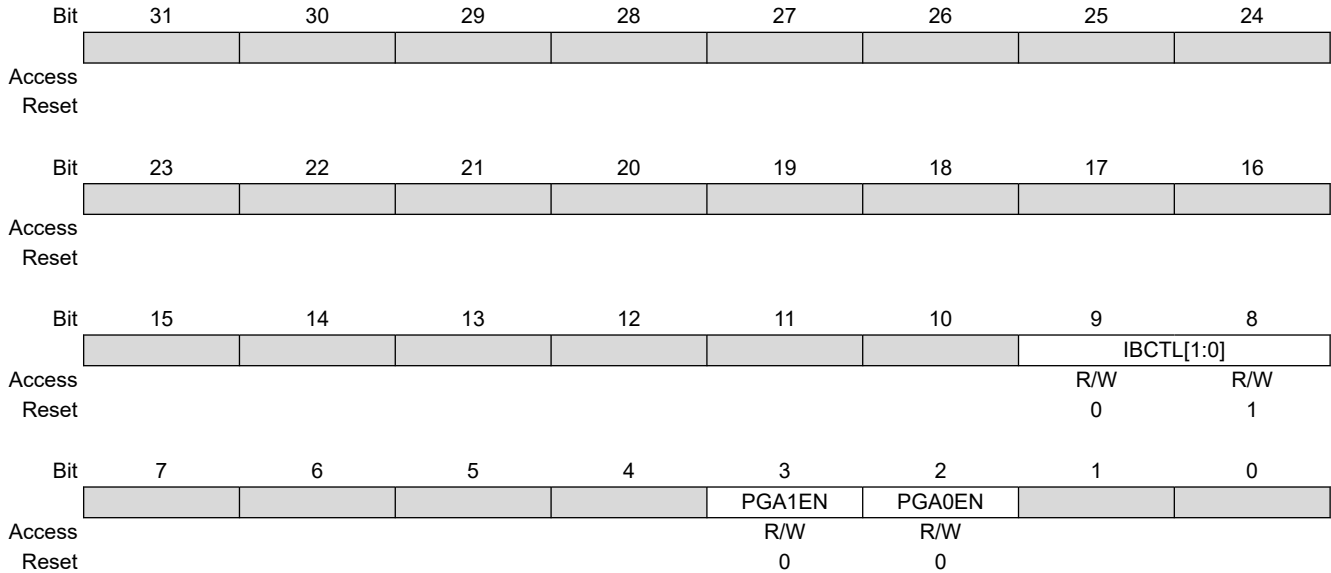 Bit 31 30 29 28 27 26 25 24
Access
Reset
Bit 23 22 21 20 19 18 17 16
Access
Reset
Bit 15 14 13 12 11 10 9 8
IBCTL[1:0]
Access R/W R/W
Reset 0 1
Bit 7 6 5 4 3 2 1 0
PGA1EN PGA0EN
Access R/W R/W
Reset 0 0